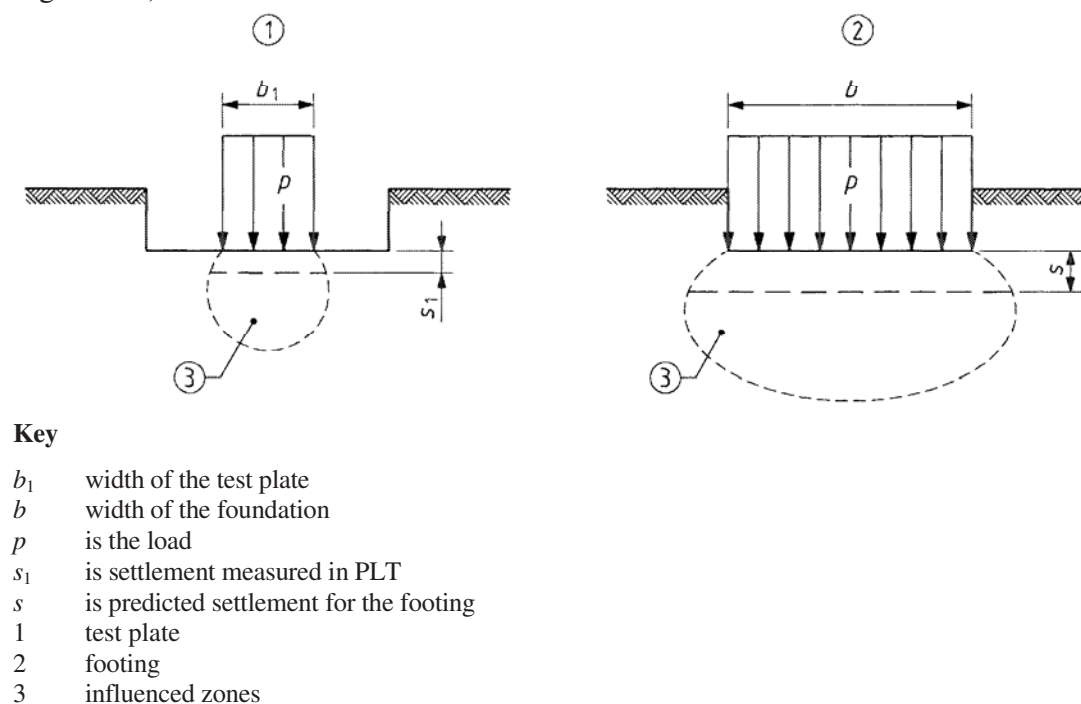 ① ②
b₁ b
p p
s₁ s
③ ③
Key
b₁ width of the test plate
b width of the foundation
p is the load
s₁ is settlement measured in PLT
s is predicted settlement for the footing
1 test plate
2 footing
3 influenced zones